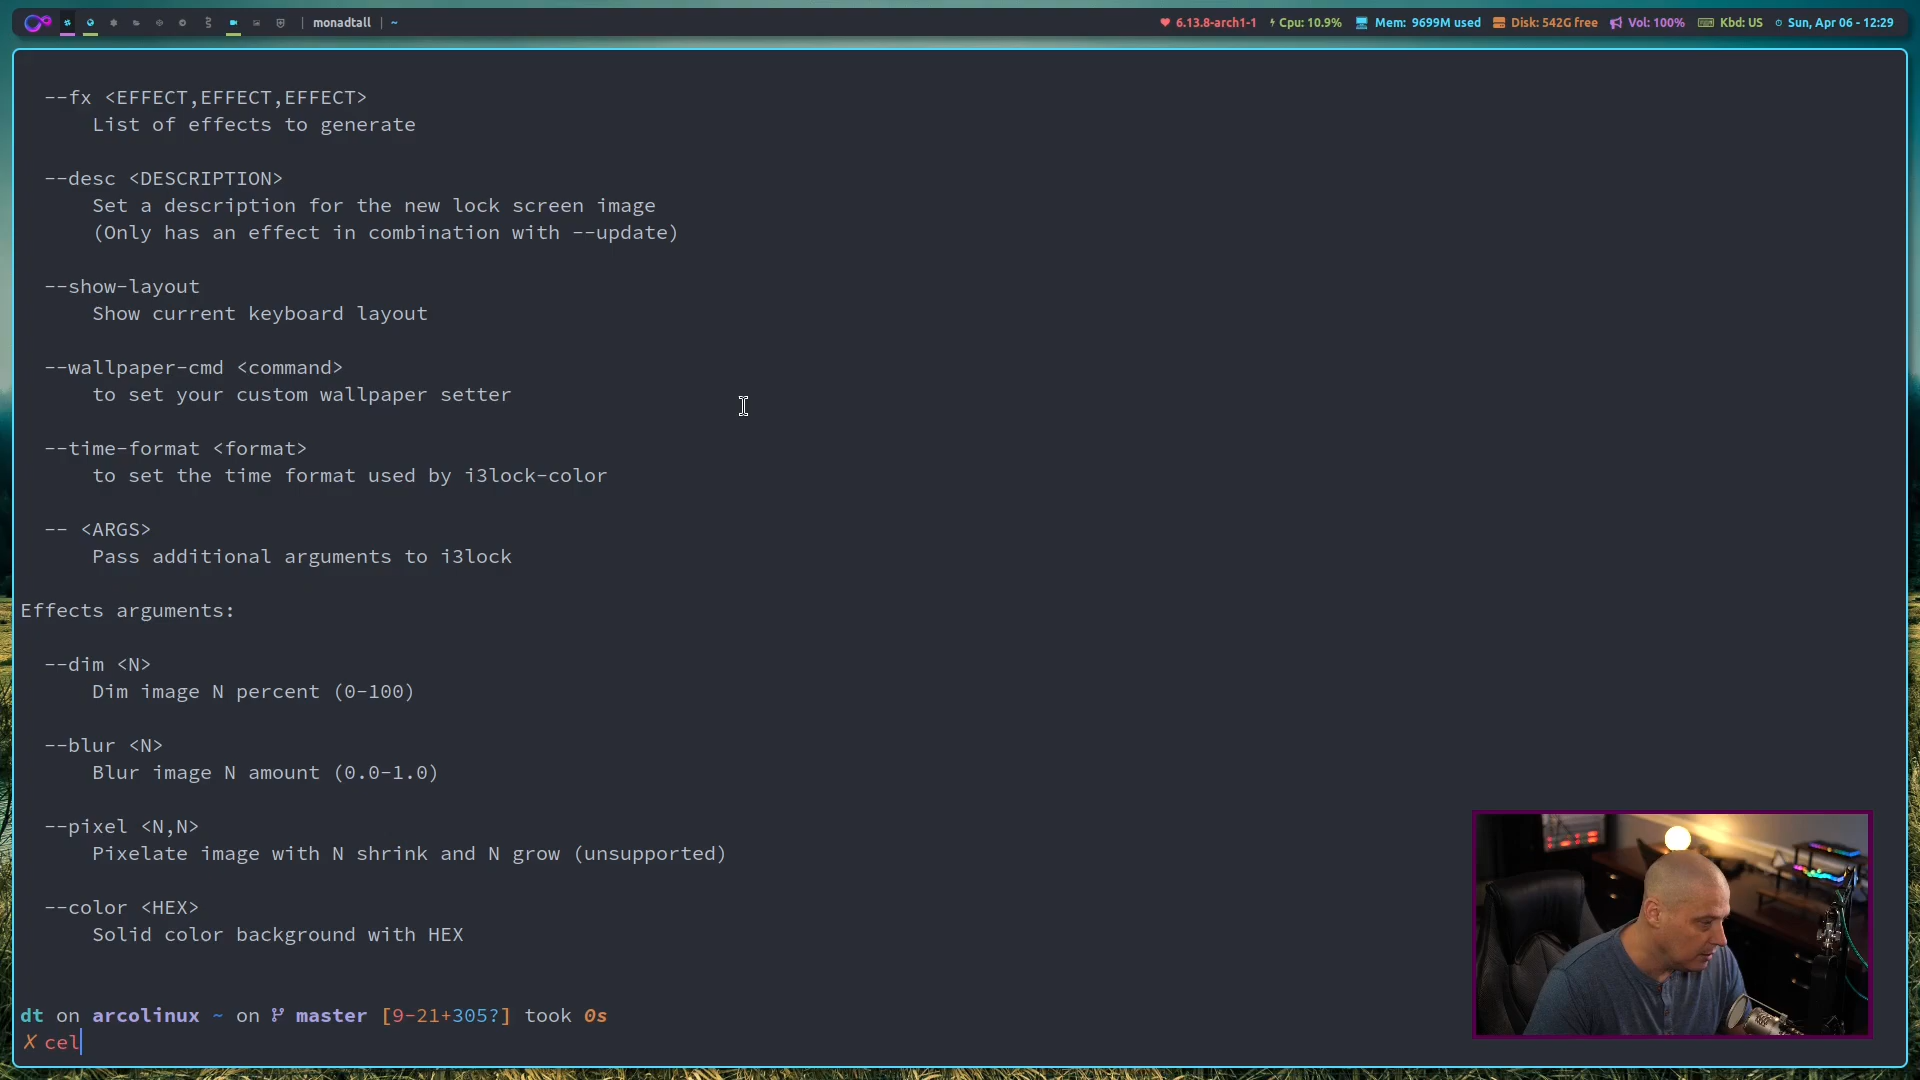 monadtall | ~ 6.13.8-arch1-1 Cpu: 10.9% Mem: 9699M used Disk: 542G free Vol: 100% Kbd: US Sun, Apr 06 - 12:29
--fx <EFFECT,EFFECT,EFFECT>
List of effects to generate
--desc <DESCRIPTION>
Set a description for the new lock screen image
(Only has an effect in combination with --update)
--show-layout
Show current keyboard layout
--wallpaper-cmd <command>
to set your custom wallpaper setter
--time-format <format>
to set the time format used by i3lock-color
-- <ARGS>
Pass additional arguments to i3lock
Effects arguments:
--dim <N>
Dim image N percent (0-100)
--blur <N>
Blur image N amount (0.0-1.0)
--pixel <N,N>
Pixelate image with N shrink and N grow (unsupported)
--color <HEX>
Solid color background with HEX
dt on arcolinux ~ on master [9-21+305?] took 0s
X cel